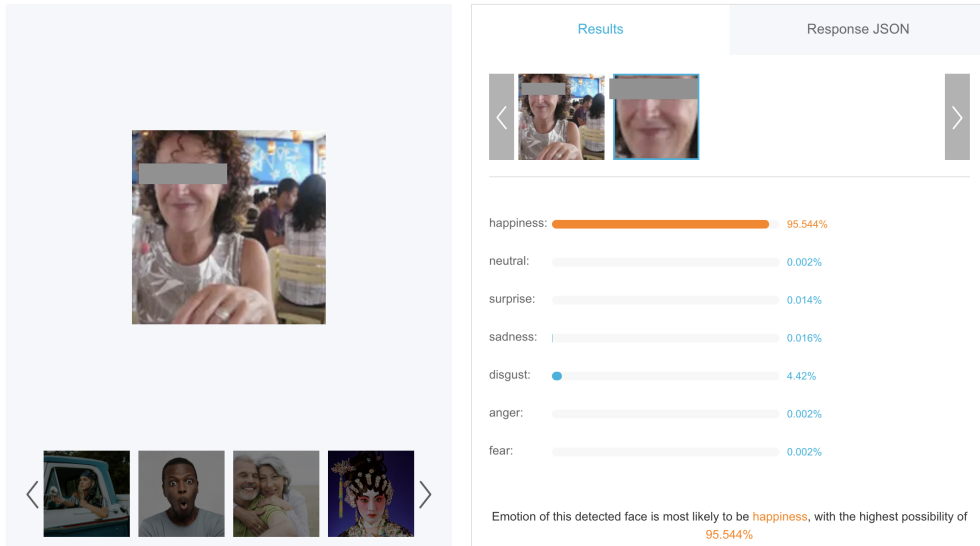 Results
Response JSON
happiness: 95.544%
neutral: 0.002%
surprise: 0.014%
sadness: 0.016%
disgust: 4.42%
anger: 0.002%
fear: 0.002%
Emotion of this detected face is most likely to be happiness, with the highest possibility of
95.544%